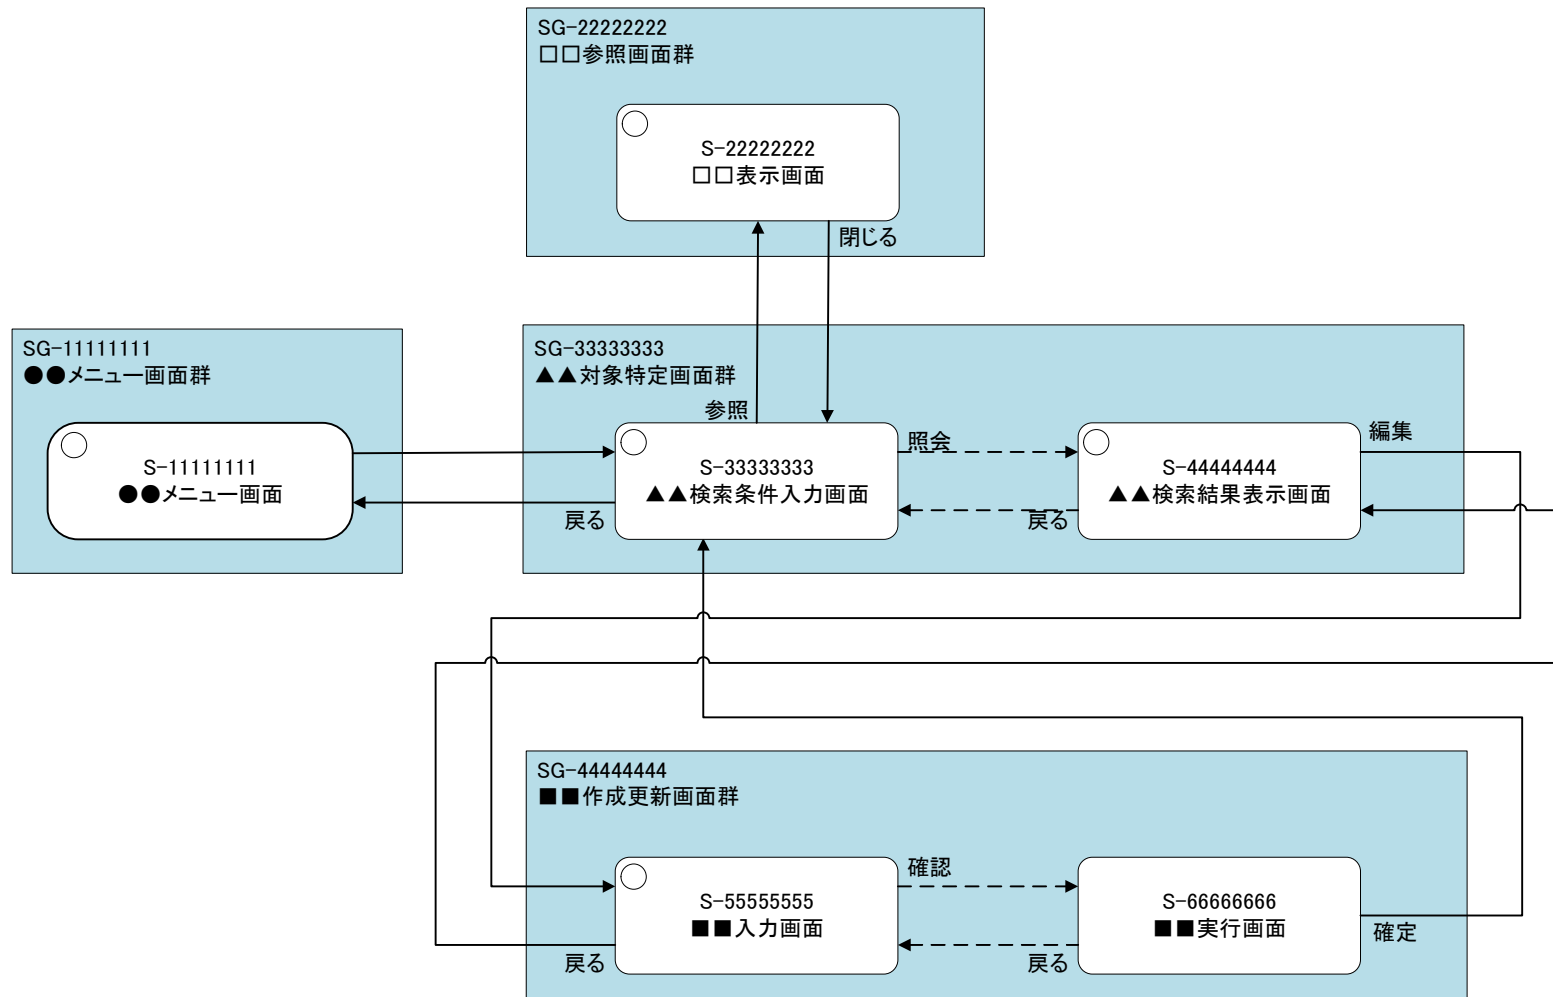 SG-22222222
□□参照画面群
S-22222222
□□表示画面
閉じる
SG-11111111
●●メニュー画面群
S-11111111
●●メニュー画面
SG-33333333
▲▲対象特定画面群
参照
S-33333333
▲▲検索条件入力画面
戻る
照会
戻る
S-44444444
▲▲検索結果表示画面
編集
SG-44444444
■■作成更新画面群
S-55555555
■■入力画面
戻る
確認
戻る
S-66666666
■■実行画面
確定